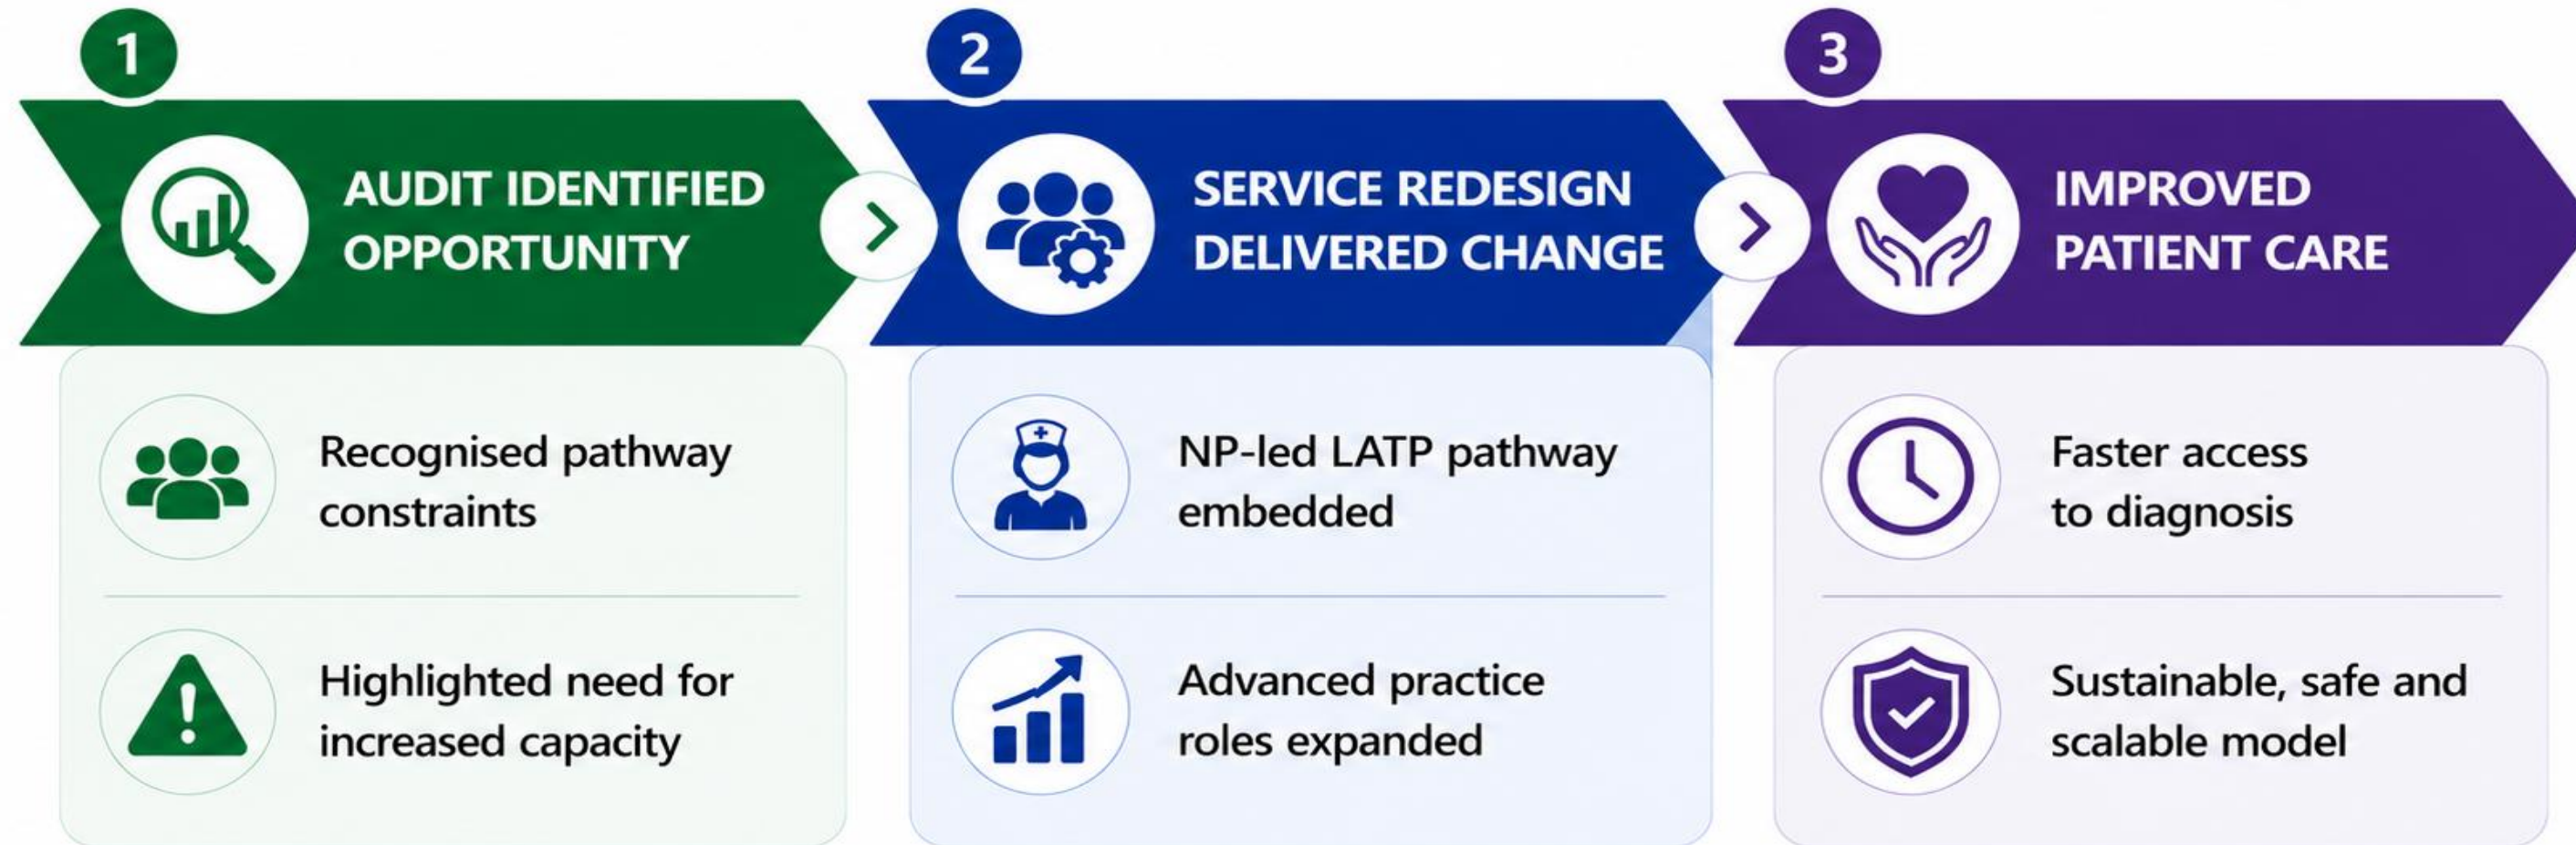 1
AUDIT IDENTIFIED
OPPORTUNITY
Recognised pathway
constraints
Highlighted need for
increased capacity
2
SERVICE REDESIGN
DELIVERED CHANGE
NP-led LATP pathway
embedded
Advanced practice
roles expanded
3
IMPROVED
PATIENT CARE
Faster access
to diagnosis
Sustainable, safe and
scalable model